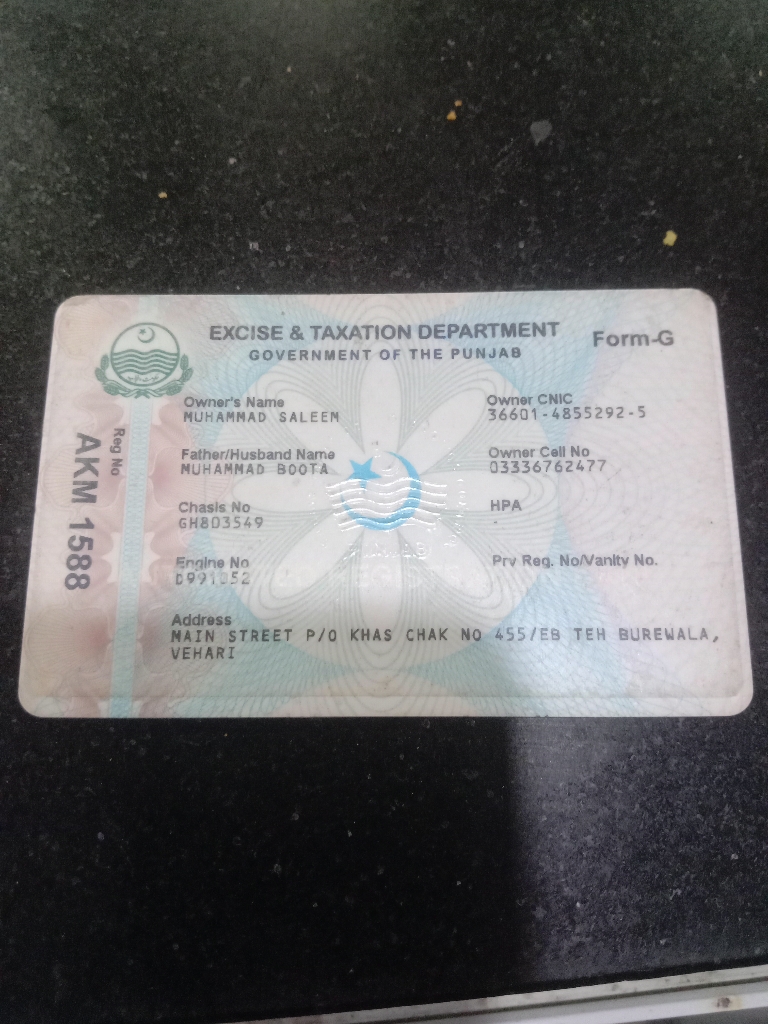 EXCISE & TAXATION DEPARTMENT
GOVERNMENT OF THE PUNJAB
Form-G
Reg No
AKM 1588
Owner's Name
MUHAMMAD SALEEM
Owner CNIC
36601-4855292-5
Father/Husband Name
MUHAMMAD BOOTA
Owner Cell No
03336762477
Chasis No
GH803549
HPA
Engine No
D991052
Prv Reg. No/Vanity No.
Address
MAIN STREET P/O KHAS CHAK NO 455/EB TEH BUREWALA,
VEHARI